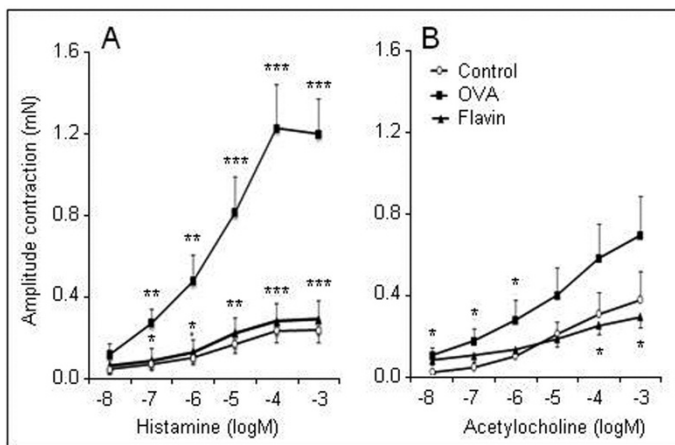 A
B
1.6
1.2
0.8
0.4
0.0
Amplitude contraction (mN)
*** ***
***
**
**
*** ***
**
*
*
-8 -7 -6 -5 -4 -3
Histamine (logM)
1.6
1.2
0.8
0.4
0.0
Control
OVA
Flavin
* * *
* *
-8 -7 -6 -5 -4 -3
Acetylocholine (logM)